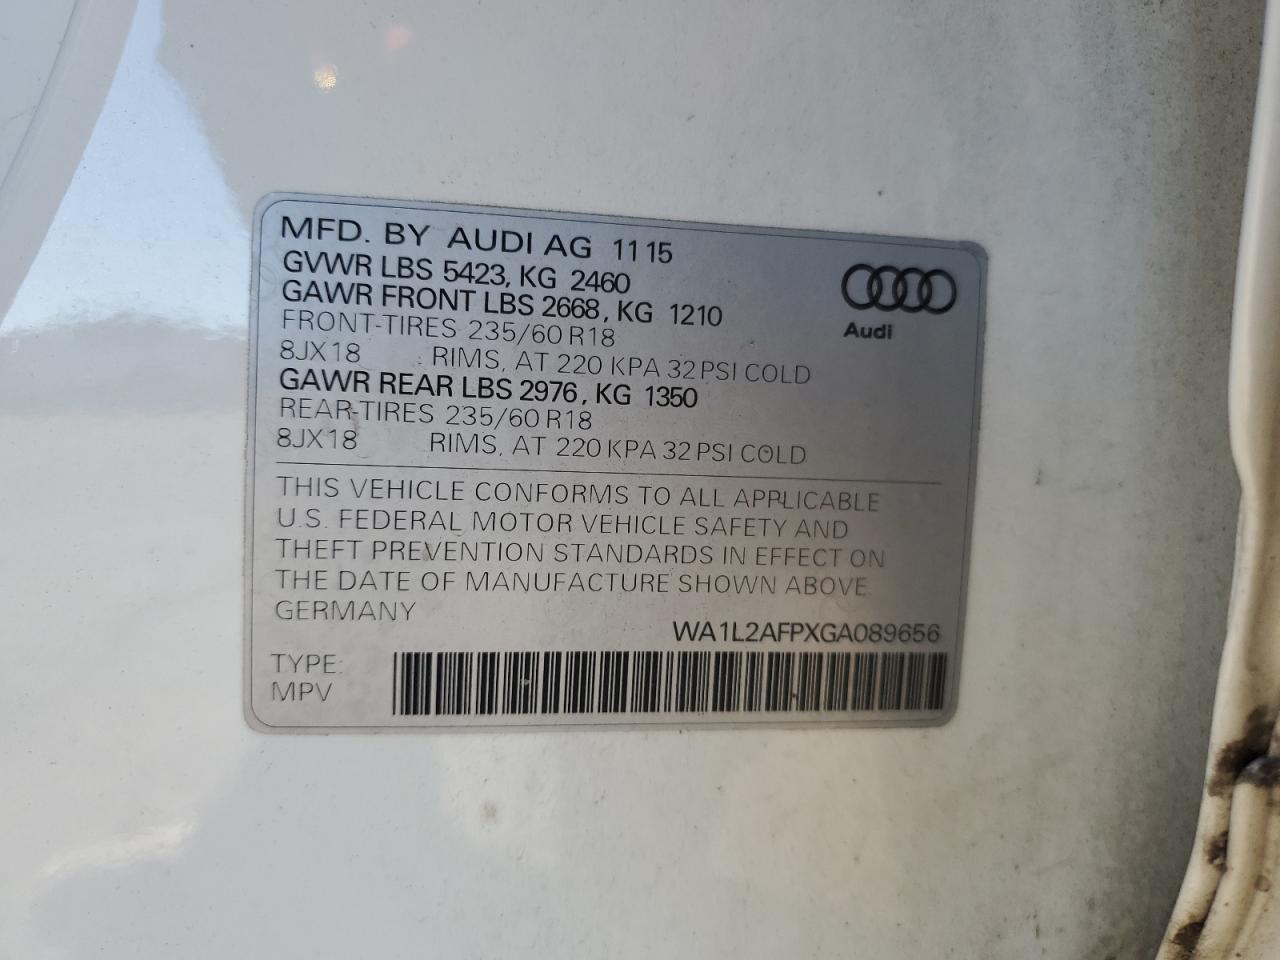 MFD. BY AUDI AG 1115
GVWR LBS 5423, KG 2460
GAWR FRONT LBS 2668, KG 1210
FRONT-TIRES 235/60 R18
8JX18 RIMS, AT 220 KPA 32 PSI COLD
GAWR REAR LBS 2976, KG 1350
REAR-TIRES 235/60 R18
8JX18 RIMS, AT 220 KPA 32 PSI COLD
Audi
THIS VEHICLE CONFORMS TO ALL APPLICABLE
U.S. FEDERAL MOTOR VEHICLE SAFETY AND
THEFT PREVENTION STANDARDS IN EFFECT ON
THE DATE OF MANUFACTURE SHOWN ABOVE
GERMANY
WA1L2AFPXGA089656
TYPE:
MPV